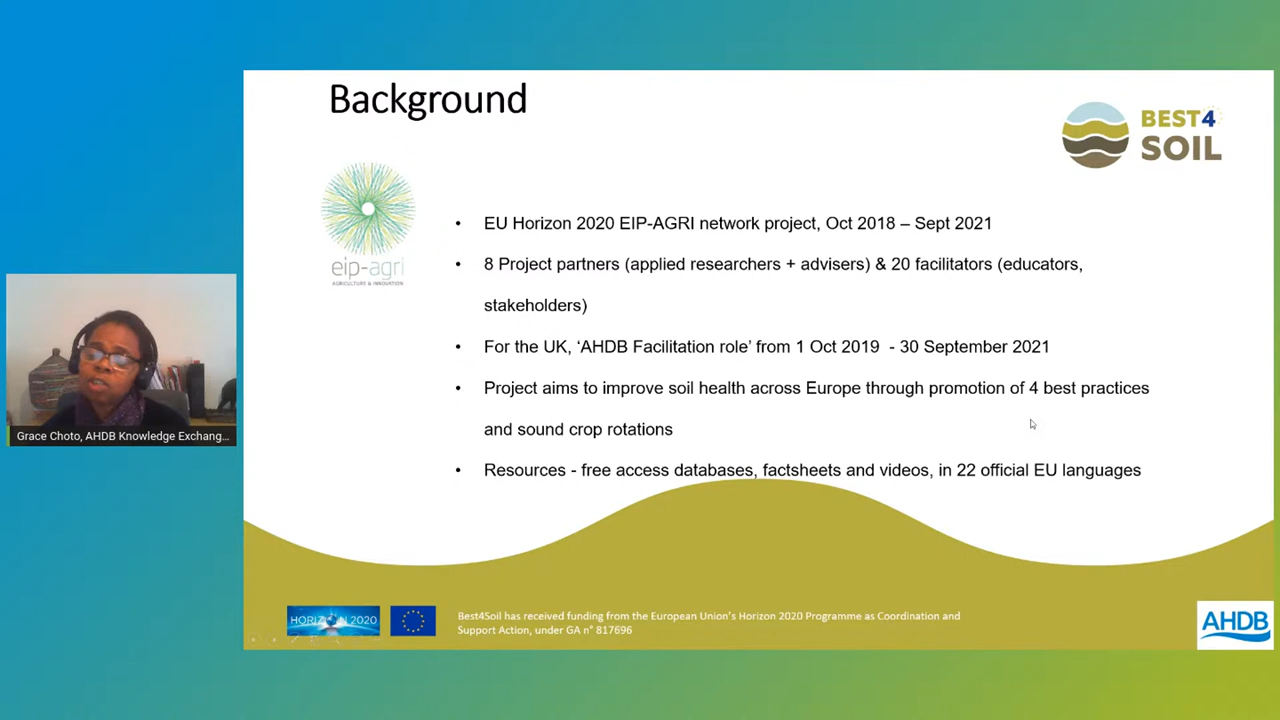 Background
BEST4
SOIL
eip-agri
AGRICULTURE & INNOVATION
• EU Horizon 2020 EIP-AGRI network project, Oct 2018 – Sept 2021
• 8 Project partners (applied researchers + advisers) & 20 facilitators (educators,
stakeholders)
• For the UK, ‘AHDB Facilitation role’ from 1 Oct 2019 - 30 September 2021
• Project aims to improve soil health across Europe through promotion of 4 best practices
and sound crop rotations
• Resources - free access databases, factsheets and videos, in 22 official EU languages
Grace Choto, AHDB Knowledge Exchang...
HORIZON 2020
Best4Soil has received funding from the European Union's Horizon 2020 Programme as Coordination and
Support Action, under GA n° 817696
AHDB